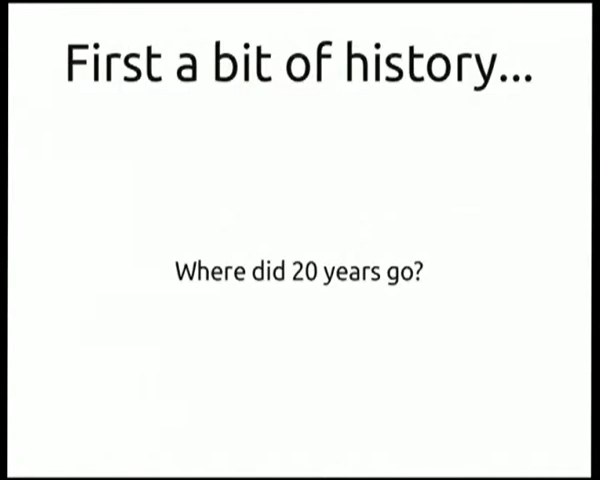 First a bit of history...
Where did 20 years go?